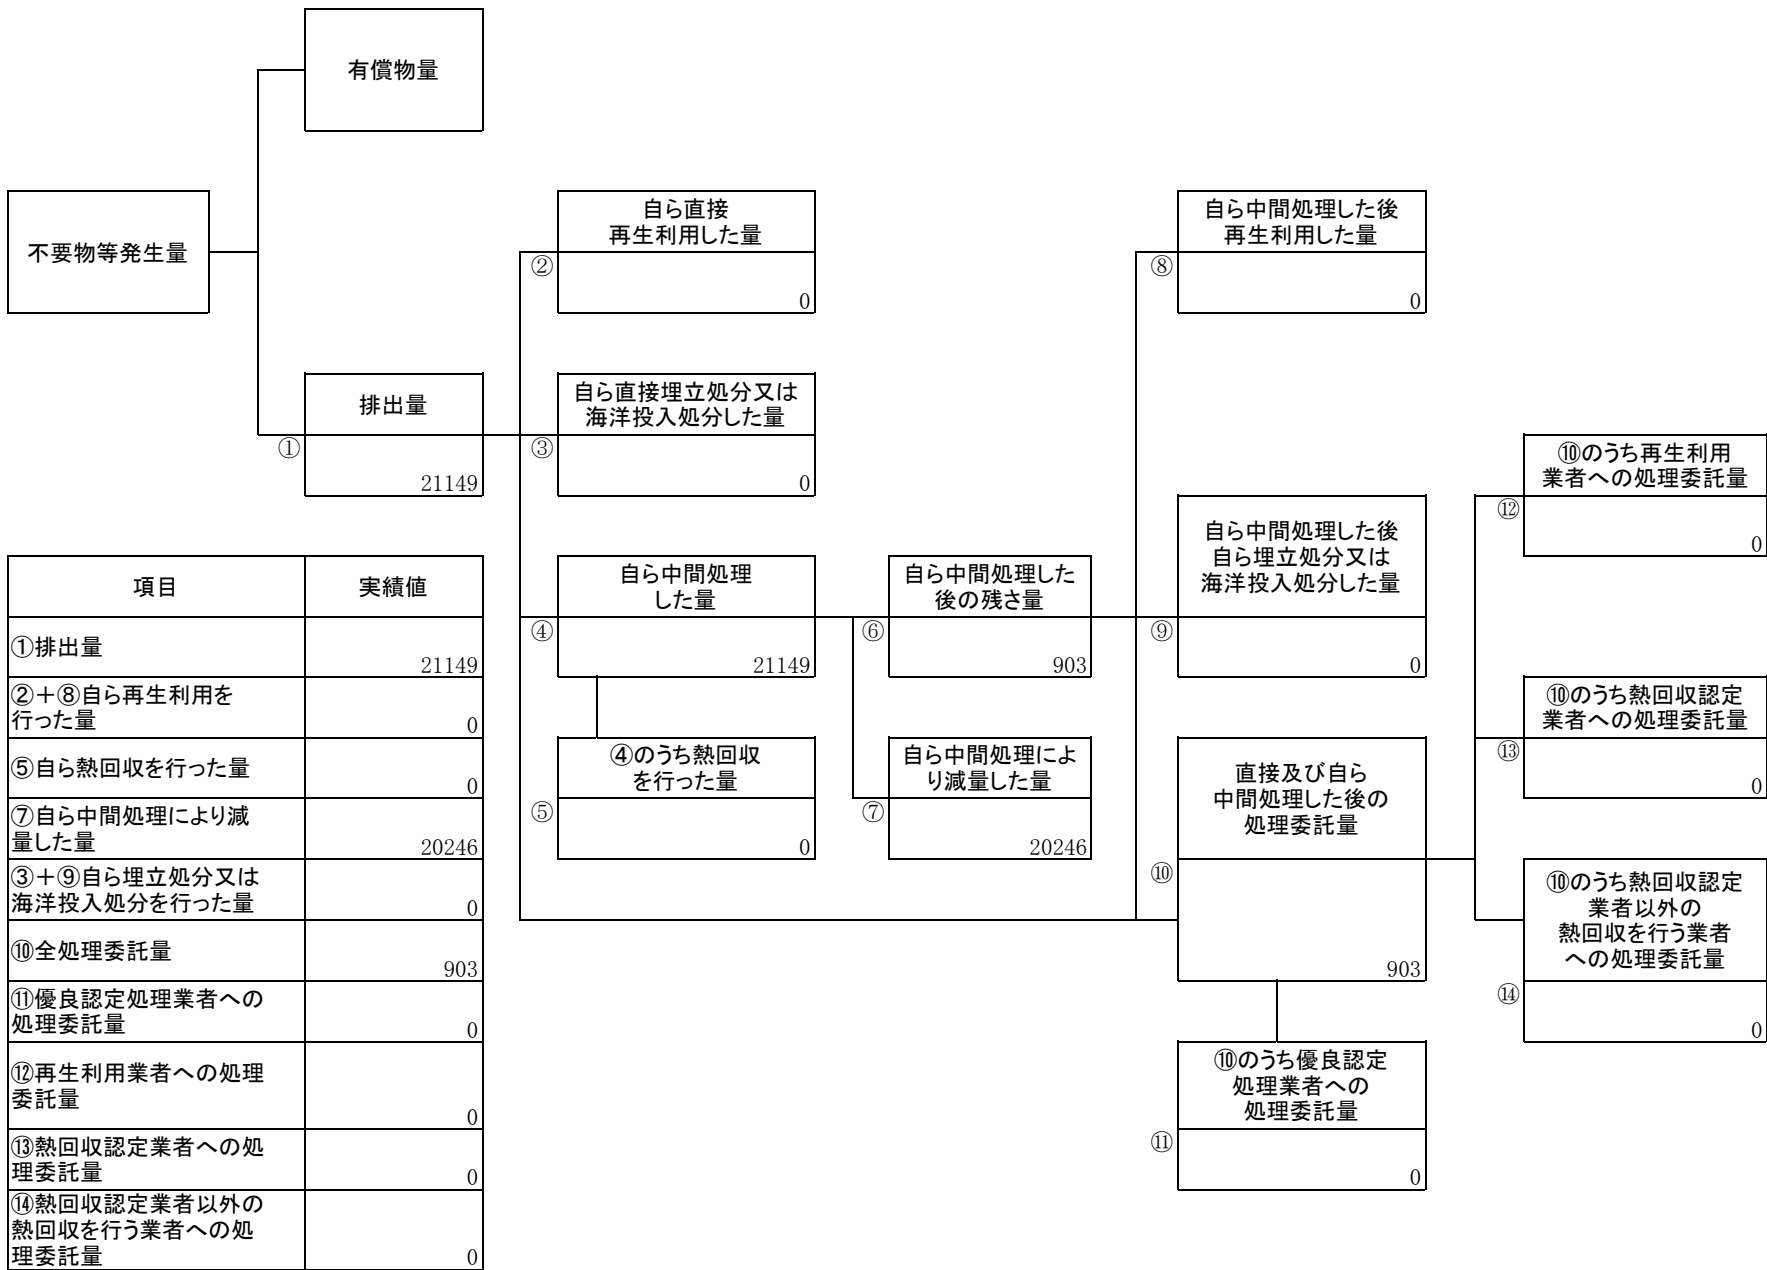 有償物量
不要物等発生量
自ら直接
再生利用した量
②
0
自ら中間処理した後
再生利用した量
⑧
0
排出量
①
21149
自ら直接埋立処分又は
海洋投入処分した量
③
0
⑩のうち再生利用
業者への処理委託量
⑫
0
自ら中間処理
した量
④
21149
自ら中間処理した
後の残さ量
⑥
903
自ら中間処理した後
自ら埋立処分又は
海洋投入処分した量
⑨
0
⑩のうち熱回収認定
業者への処理委託量
⑬
0
④のうち熱回収
を行った量
⑤
0
自ら中間処理によ
り減量した量
⑦
20246
直接及び自ら
中間処理した後の
処理委託量
⑩
903
⑩のうち熱回収認定
業者以外の
熱回収を行う業者
への処理委託量
⑭
0
⑩のうち優良認定
処理業者への
処理委託量
⑪
0
項目 実績値
①排出量 21149
②+⑧自ら再生利用を
行った量 0
⑤自ら熱回収を行った量 0
⑦自ら中間処理により減
量した量 20246
③+⑨自ら埋立処分又は
海洋投入処分を行った量 0
⑩全処理委託量 903
⑪優良認定処理業者への
処理委託量 0
⑫再生利用業者への処理
委託量 0
⑬熱回収認定業者への処
理委託量 0
⑭熱回収認定業者以外の
熱回収を行う業者への処
理委託量 0